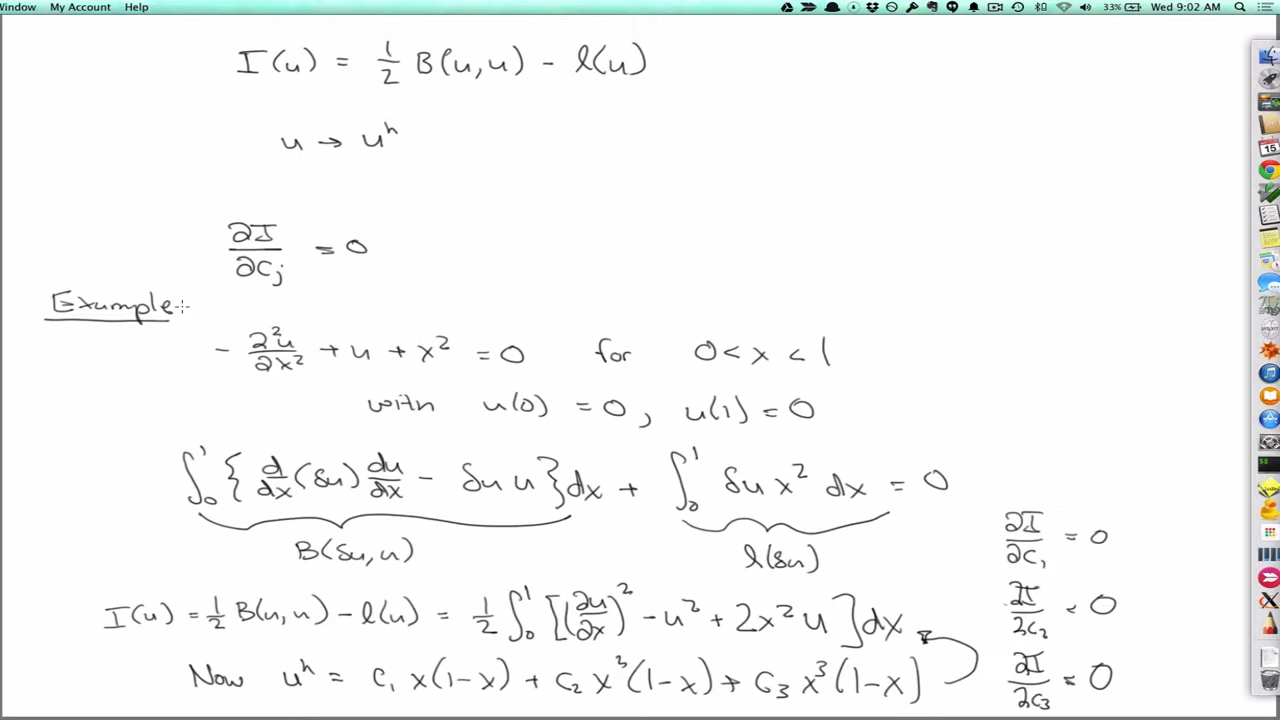 Window My Account Help 33% Wed 9:02 AM
I(u) = 1/2 B(u,u) - l(u)
u → u^h
∂I/∂c_j = 0
Example:
- ∂²u/∂x² + u + x² = 0 for 0 < x < 1
with u(0) = 0, u(1) = 0
∫₀¹ { d/dx (δu) du/dx - δu u } dx + ∫₀¹ δu x² dx = 0
B(δu,u) l(δu)
∂I/∂c₁ = 0
I(u) = 1/2 B(u,u) - l(u) = 1/2 ∫₀¹ [(∂u/∂x)² - u² + 2x² u] dx
∂I/∂c₂ = 0
Now u^h = c₁ x(1-x) + c₂ x²(1-x) + c₃ x³(1-x)
∂I/∂c₃ = 0